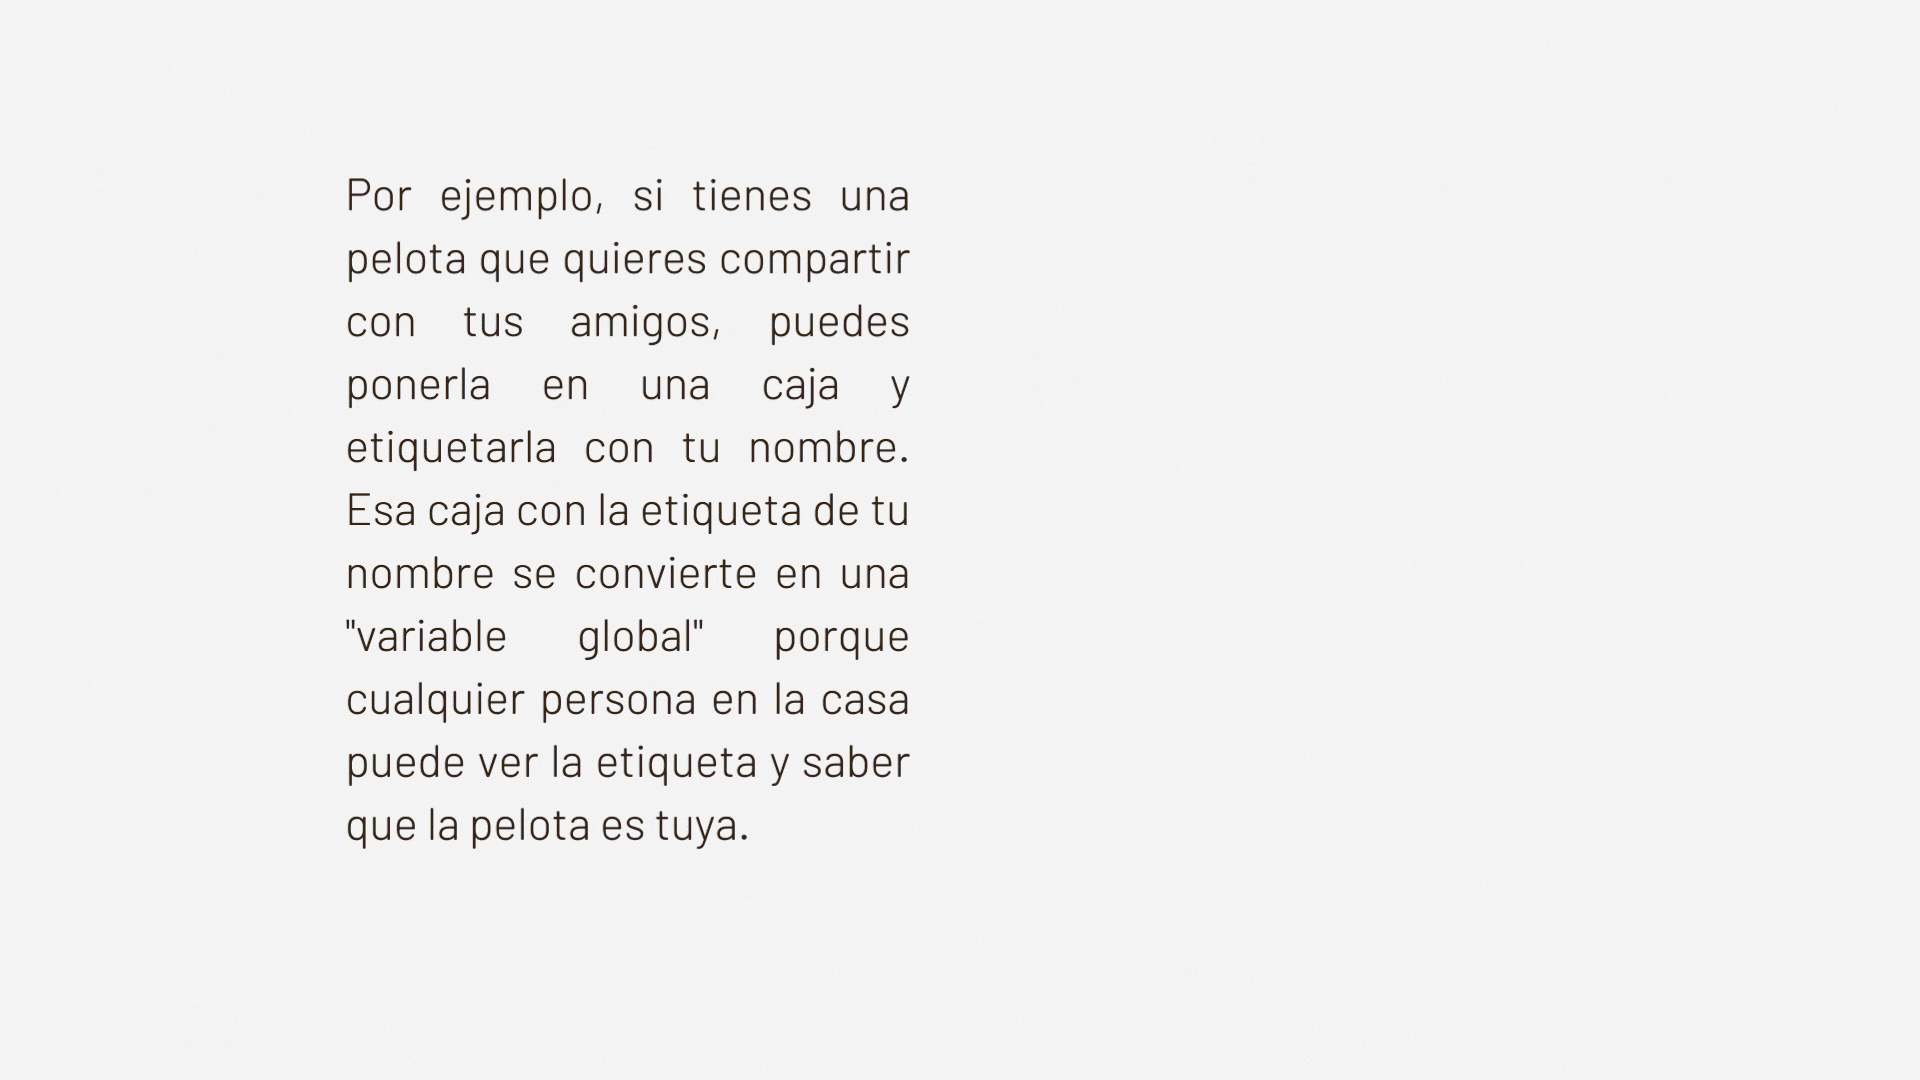 Por ejemplo, si tienes una
pelota que quieres compartir
con tus amigos, puedes
ponerla en una caja y
etiquetarla con tu nombre.
Esa caja con la etiqueta de tu
nombre se convierte en una
"variable global" porque
cualquier persona en la casa
puede ver la etiqueta y saber
que la pelota es tuya.